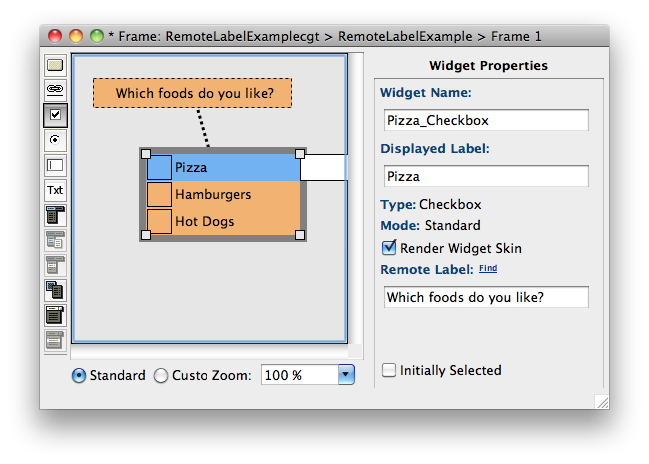 * Frame: RemoteLabelExamplecgt > RemoteLabelExample > Frame 1
Which foods do you like?
Pizza
Hamburgers
Hot Dogs
Txt
Standard
Custo Zoom:
100 %
Widget Properties
Widget Name:
Pizza_Checkbox
Displayed Label:
Pizza
Type: Checkbox
Mode: Standard
Render Widget Skin
Remote Label: Find
Which foods do you like?
Initially Selected